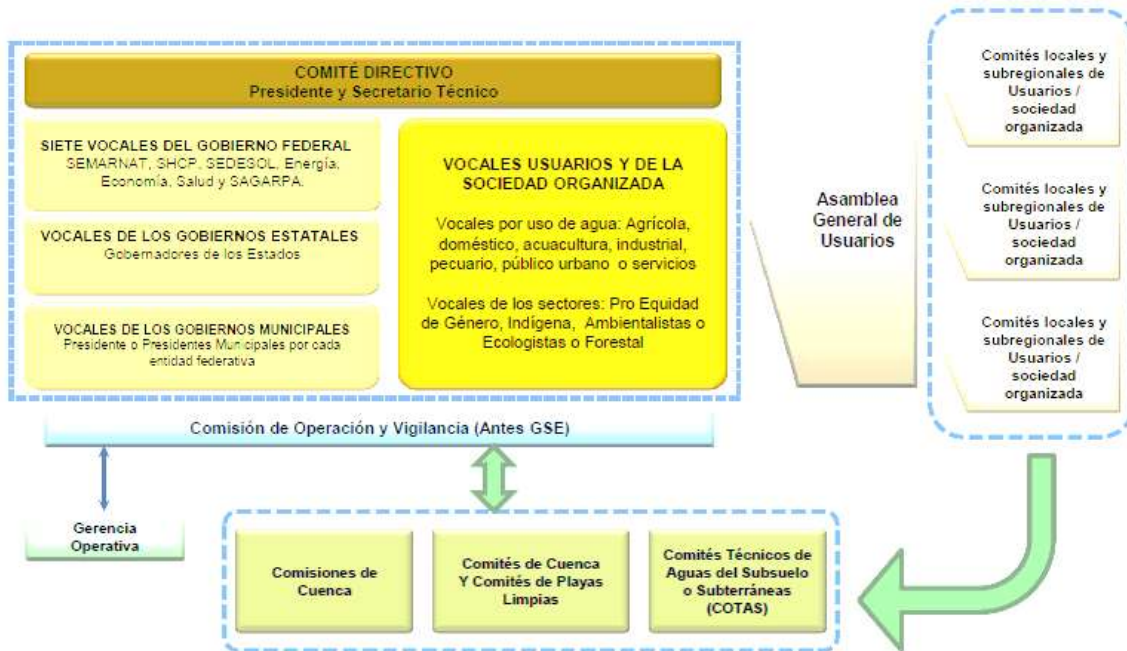 COMITÉ DIRECTIVO
Presidente y Secretario Técnico
SIETE VOCALES DEL GOBIERNO FEDERAL
SEMARNAT, SHCP, SEDESOL, Energía,
Economía, Salud y SAGARPA.
VOCALES DE LOS GOBIERNOS ESTATALES
Gobernadores de los Estados
VOCALES DE LOS GOBIERNOS MUNICIPALES
Presidente o Presidentes Municipales por cada
entidad federativa
VOCALES USUARIOS Y DE LA
SOCIEDAD ORGANIZADA
Vocales por uso de agua: Agrícola,
doméstico, acuacultura, industrial,
pecuario, público urbano o servicios
Vocales de los sectores: Pro Equidad
de Género, Indígena, Ambientalistas o
Ecologistas o Forestal
Asamblea
General de
Usuarios
Comités locales y
subregionales de
Usuarios /
sociedad
organizada
Comités locales y
subregionales de
Usuarios /
sociedad
organizada
Comités locales y
subregionales de
Usuarios /
sociedad
organizada
Comisión de Operación y Vigilancia (Antes GSE)
Gerencia
Operativa
Comisiones de
Cuenca
Comités de Cuenca
Y Comités de Playas
Limpias
Comités Técnicos de
Aguas del Subsuelo
o Subterráneas
(COTAS)